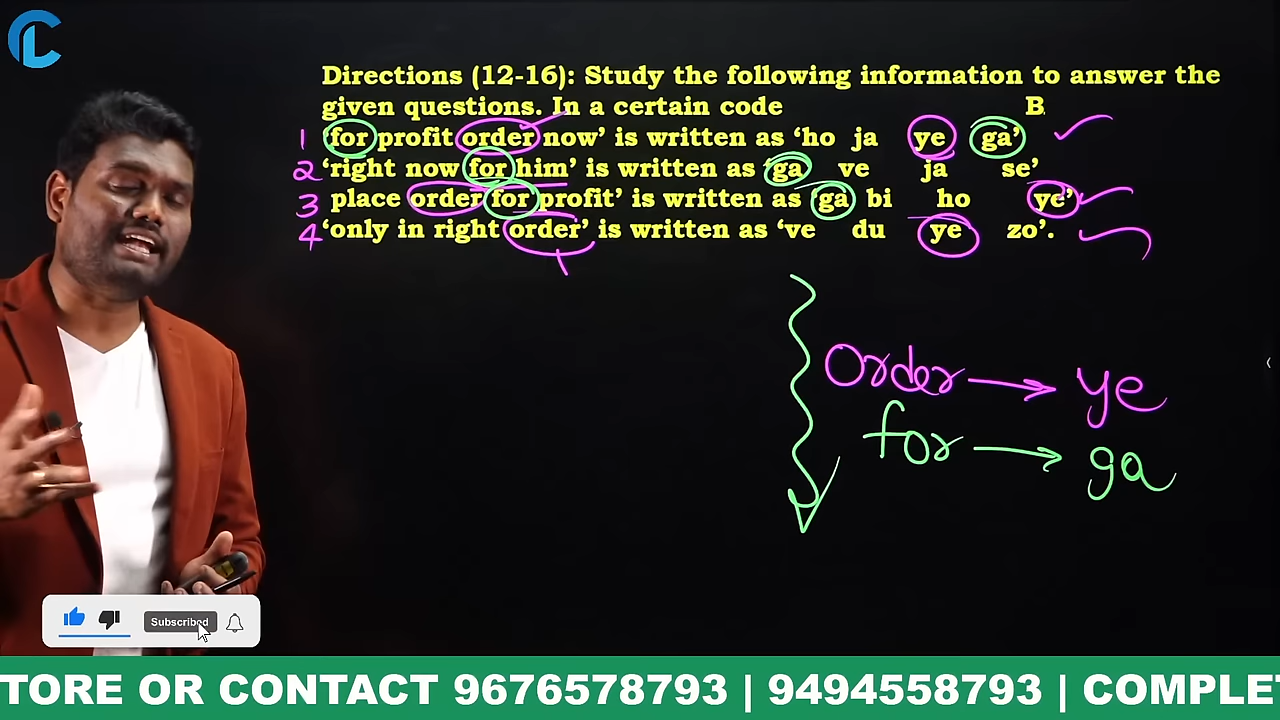 Directions (12-16): Study the following information to answer the
given questions. In a certain code B
1 ‘for profit order now’ is written as ‘ho ja ye ga’
2 ‘right now for him’ is written as ‘ga ve ja se’
3 place order for profit’ is written as ‘ga bi ho ye’
4 ‘only in right order’ is written as ‘ve du ye zo’.
Order → ye
for → ga
Subscribed
TORE OR CONTACT 9676578793 | 9494558793 | COMPLE